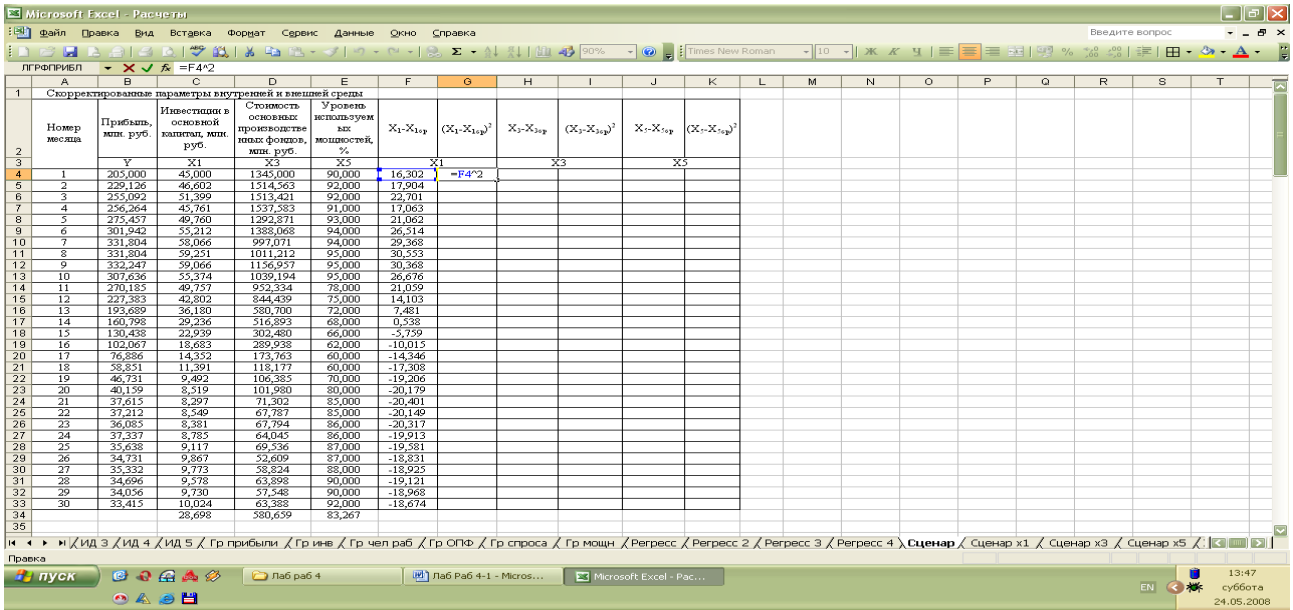 Microsoft Excel - Расчеты
Файл Правка Вид Вставка Формат Сервис Данные Окно Справка Введите вопрос
90% Times New Roman 10 Ж К Ч
ЛГРФПРИБЛ =F4^2
A B C D E F G H I J K L M N O P Q R S T
1 Скорректированные параметры внутренней и внешней среды
2 Номер месяца Прибыль, млн. руб. Инвестиции в основной капитал, млн. руб. Стоимость основных производстве нных фондов, млн. руб. Уровень используем ых мощностей, % X₁-X₁ср (X₁-X₁ср)² X₃-X₃ср (X₃-X₃ср)² X₅-X₅ср (X₅-X₅ср)²
3 Y X1 X3 X5 X1 X3 X5
4 1 205,000 45,000 1345,000 90,000 16,302 =F4^2
5 2 229,126 46,602 1514,563 92,000 17,904
6 3 255,092 51,399 1513,421 92,000 22,701
7 4 256,264 45,761 1537,583 91,000 17,063
8 5 275,457 49,760 1292,871 93,000 21,062
9 6 301,942 55,212 1388,068 94,000 26,514
10 7 331,804 58,066 997,071 94,000 29,368
11 8 331,804 59,251 1011,212 95,000 30,553
12 9 332,247 59,066 1156,957 95,000 30,368
13 10 307,636 55,374 1039,194 95,000 26,676
14 11 270,185 49,757 952,334 78,000 21,059
15 12 227,383 42,802 844,439 75,000 14,103
16 13 193,689 36,180 580,700 72,000 7,481
17 14 160,798 29,236 516,893 68,000 0,538
18 15 130,438 22,939 302,480 66,000 -5,759
19 16 102,067 18,683 289,938 62,000 -10,015
20 17 76,886 14,352 173,763 60,000 -14,346
21 18 58,851 11,391 118,177 60,000 -17,308
22 19 46,731 9,492 106,385 70,000 -19,206
23 20 40,159 8,519 101,980 80,000 -20,179
24 21 37,615 8,297 71,302 85,000 -20,401
25 22 37,212 8,549 67,787 85,000 -20,149
26 23 36,085 8,381 67,794 86,000 -20,317
27 24 37,337 8,785 64,045 86,000 -19,913
28 25 35,638 9,117 69,536 87,000 -19,581
29 26 34,731 9,867 52,609 87,000 -18,831
30 27 35,332 9,773 58,824 88,000 -18,925
31 28 34,696 9,578 63,898 90,000 -19,121
32 29 34,056 9,730 57,548 90,000 -18,968
33 30 33,415 10,024 63,388 92,000 -18,674
34 28,698 580,659 83,267
35
ИД 3 ИД 4 ИД 5 Гр прибыли Гр инв Гр чел раб Гр ОПФ Гр спроса Гр мощн Регресс Регресс 2 Регресс 3 Регресс 4 Сценар Сценар x1 Сценар x3 Сценар x5
Правка
пуск Лаб раб 4 Лаб Раб 4-1 - Micros... Microsoft Excel - Рас... EN 13:47
суббота
24.05.2008